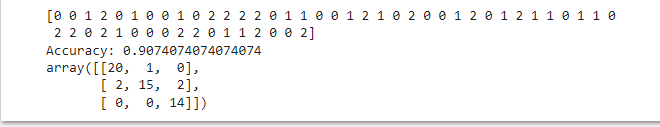 [0 0 1 2 0 1 0 0 1 0 2 2 2 2 0 1 1 0 0 1 2 1 0 2 0 0 1 2 0 1 2 1 1 0 1 1 0
2 2 0 2 1 0 0 0 2 2 0 1 1 2 0 0 2]
Accuracy: 0.9074074074074074
array([[20, 1, 0],
[ 2, 15, 2],
[ 0, 0, 14]])